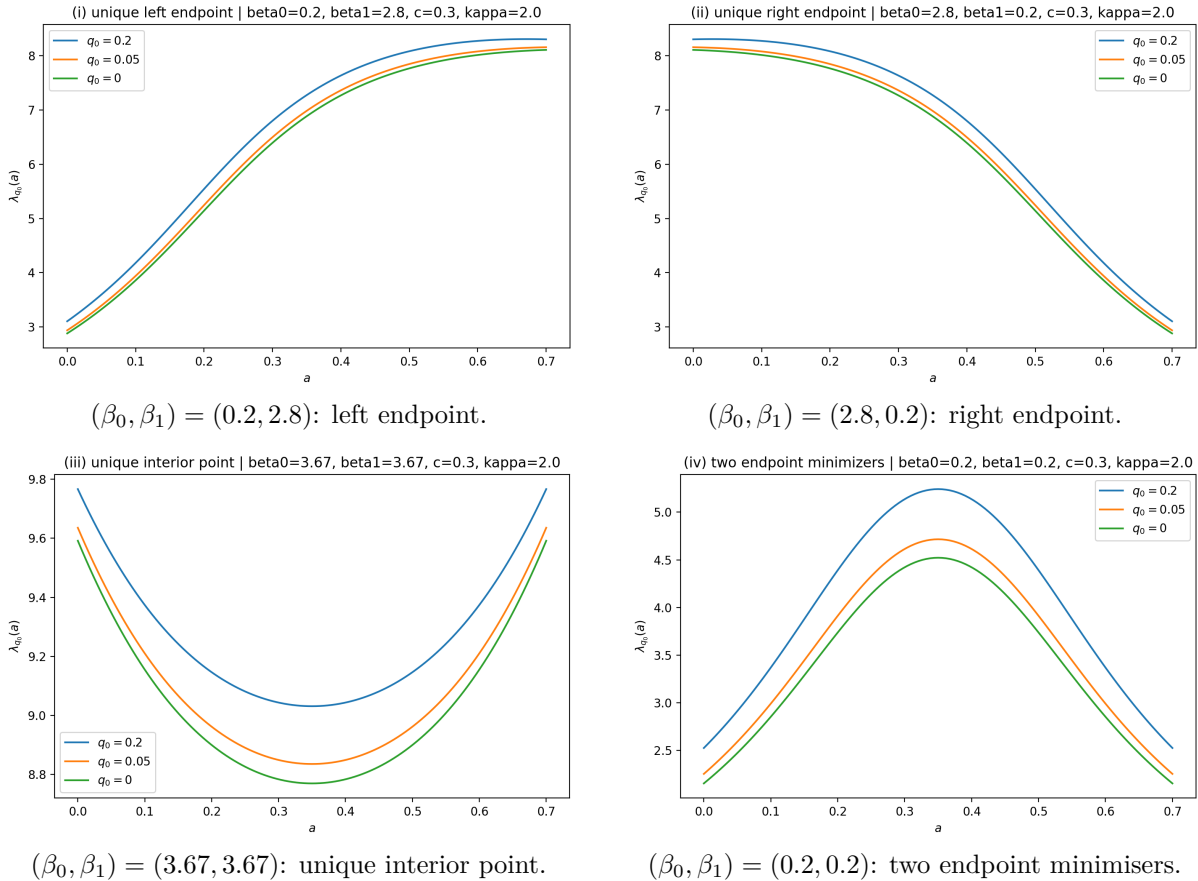 (i) unique left endpoint | beta0=0.2, beta1=2.8, c=0.3, kappa=2.0
q₀ = 0.2
q₀ = 0.05
q₀ = 0
8
7
6
5
4
3
λ_{q₀}(a)
0.0 0.1 0.2 0.3 0.4 0.5 0.6 0.7
a
(β₀, β₁) = (0.2, 2.8): left endpoint.
(ii) unique right endpoint | beta0=2.8, beta1=0.2, c=0.3, kappa=2.0
q₀ = 0.2
q₀ = 0.05
q₀ = 0
8
7
6
5
4
3
λ_{q₀}(a)
0.0 0.1 0.2 0.3 0.4 0.5 0.6 0.7
a
(β₀, β₁) = (2.8, 0.2): right endpoint.
(iii) unique interior point | beta0=3.67, beta1=3.67, c=0.3, kappa=2.0
9.8
9.6
9.4
9.2
9.0
8.8
λ_{q₀}(a)
q₀ = 0.2
q₀ = 0.05
q₀ = 0
0.0 0.1 0.2 0.3 0.4 0.5 0.6 0.7
a
(β₀, β₁) = (3.67, 3.67): unique interior point.
(iv) two endpoint minimizers | beta0=0.2, beta1=0.2, c=0.3, kappa=2.0
q₀ = 0.2
q₀ = 0.05
q₀ = 0
5.0
4.5
4.0
3.5
3.0
2.5
λ_{q₀}(a)
0.0 0.1 0.2 0.3 0.4 0.5 0.6 0.7
a
(β₀, β₁) = (0.2, 0.2): two endpoint minimisers.